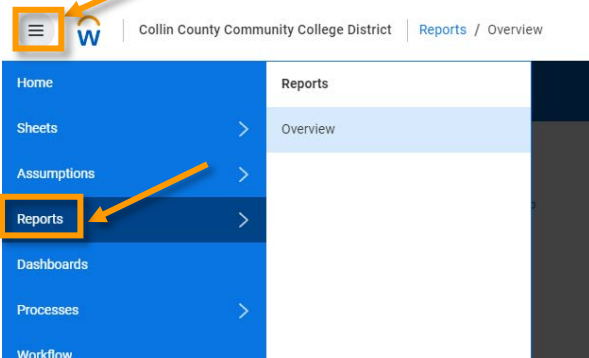 W Collin County Community College District Reports / Overview
Home
Reports
Sheets
Overview
Assumptions
Reports
Dashboards
Processes
Workflow